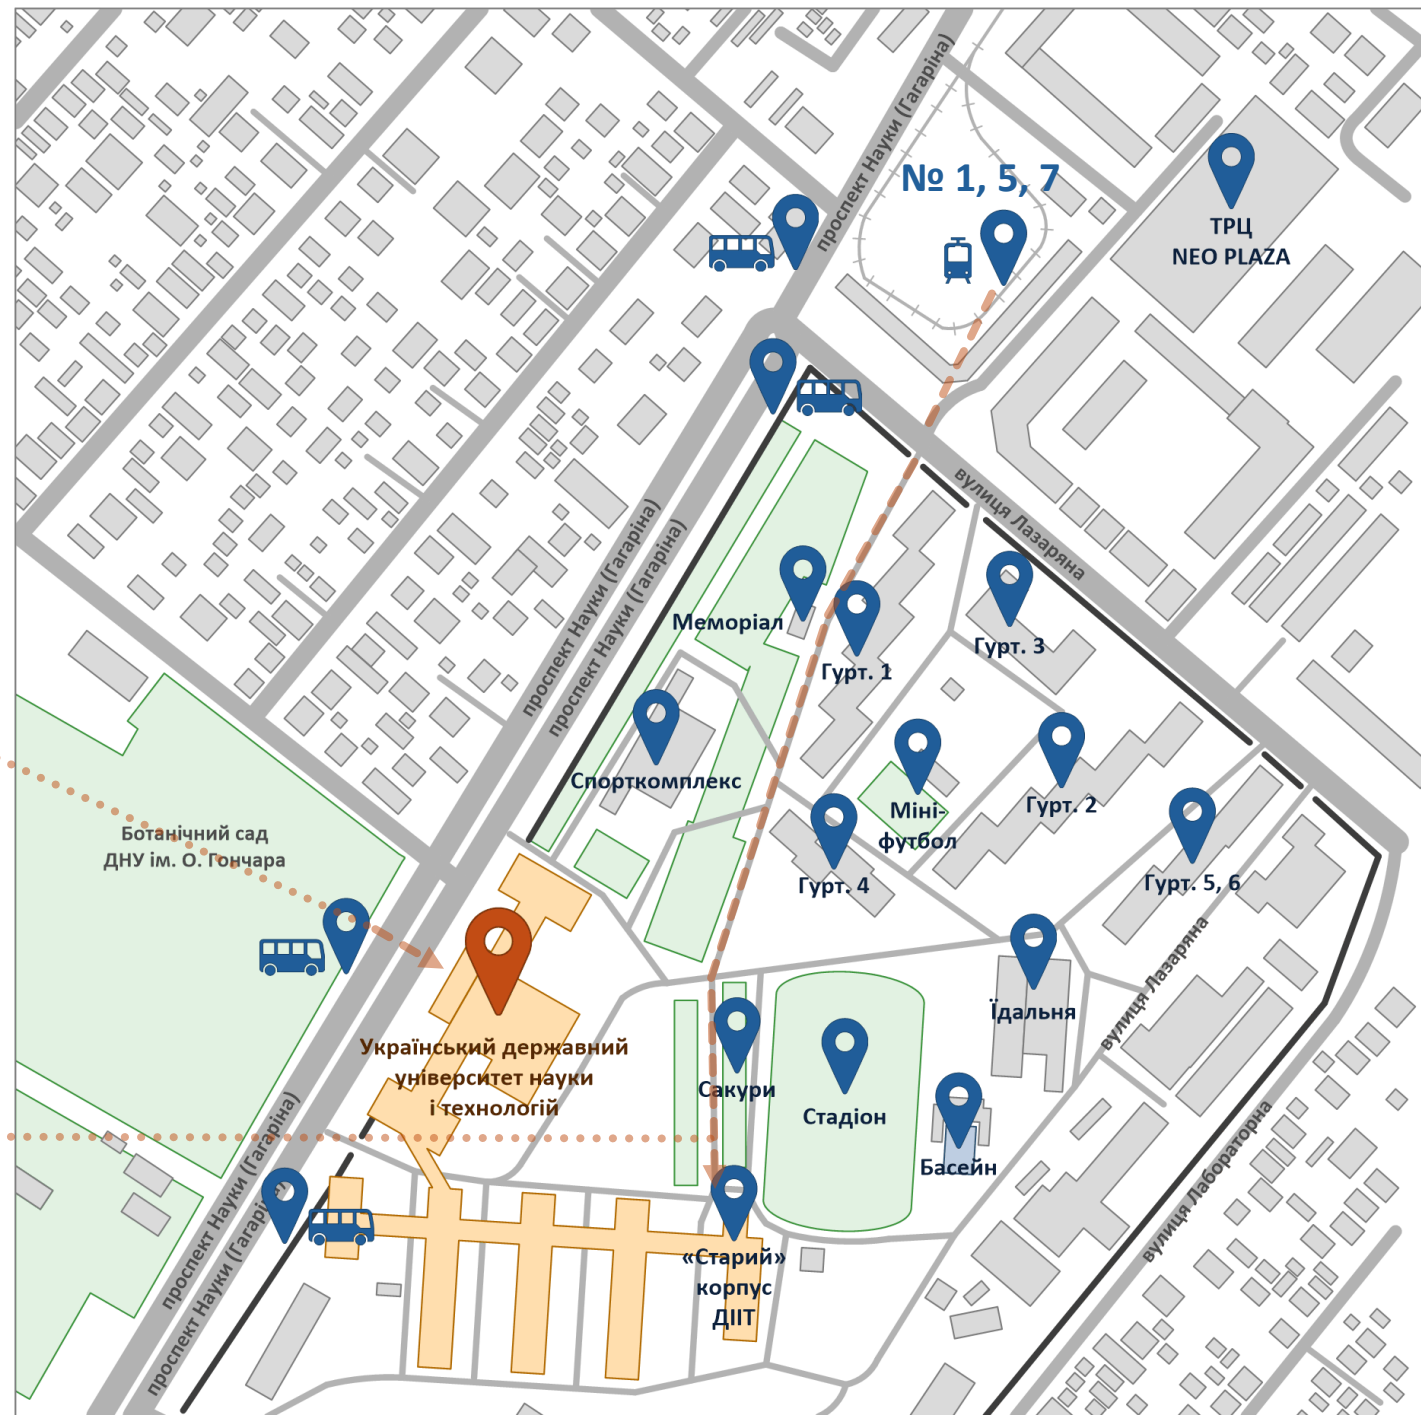 проспект Науки (Гагаріна)
№ 1, 5, 7
ТРЦ
NEO PLAZA
вулиця Лазаряна
проспект Науки (Гагаріна)
проспект Науки (Гагаріна)
Меморіал
Гурт. 1
Гурт. 3
Спорткомплекс
Міні-
футбол
Гурт. 2
Гурт. 4
Гурт. 5, 6
Ботанічний сад
ДНУ ім. О. Гончара
Їдальня
вулиця Лазаряна
Український державний
університет науки
і технологій
Сакури
Стадіон
Басейн
вулиця Лабораторна
проспект Науки (Гагаріна)
проспект Науки (Гагаріна)
«Старий»
корпус
ДІІТ